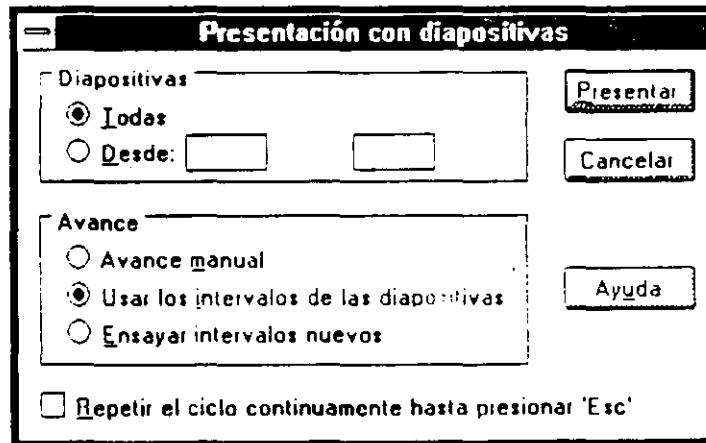 Presentación con diapositivas
Diapositivas
Todas
Desde:
Presentar
Cancelar
Avance
Avance manual
Usar los intervalos de las diapositivas
Ensayar intervalos nuevos
Ayuda
Repetir el ciclo continuamente hasta presionar 'Esc'